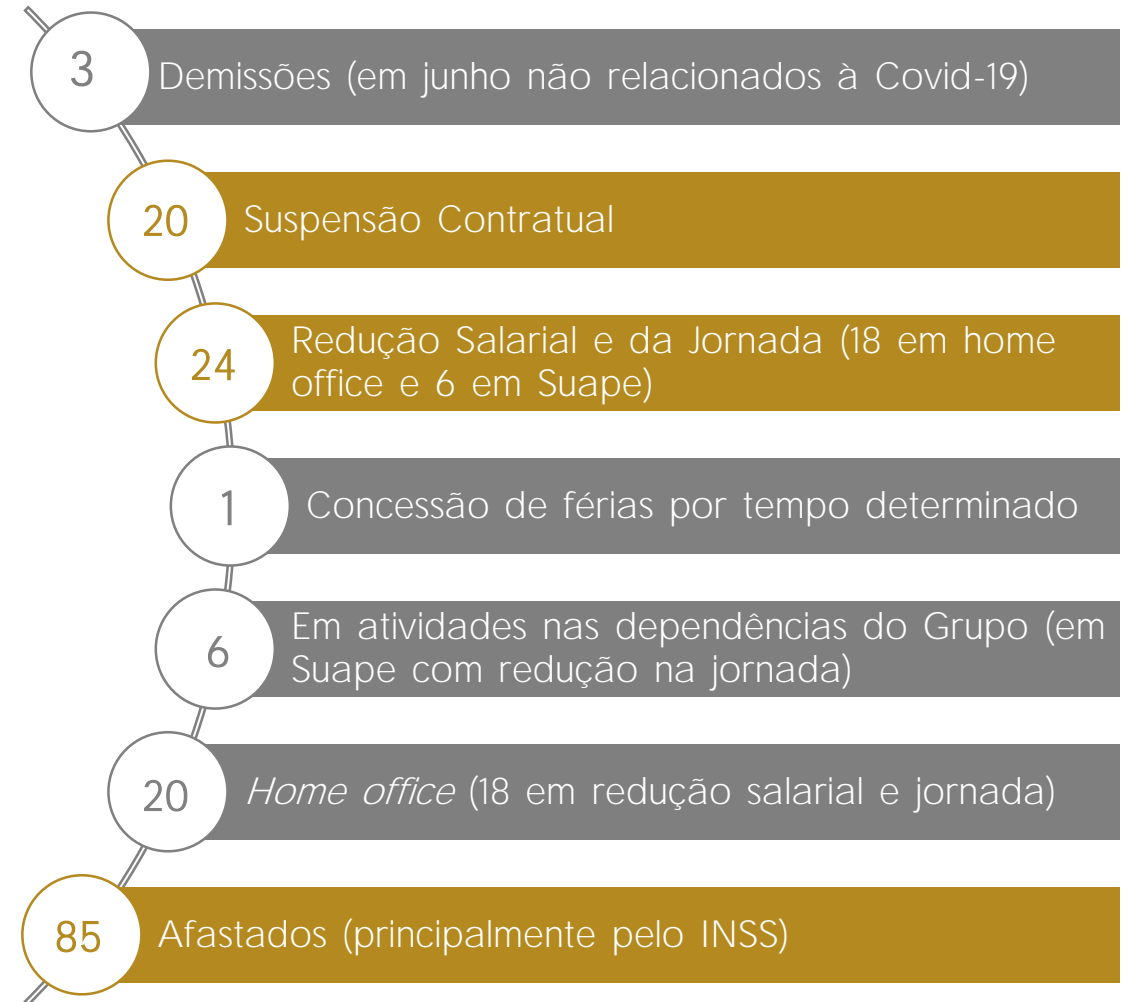 3
Demissões (em junho não relacionados à Covid-19)
20
Suspensão Contratual
24
Redução Salarial e da Jornada (18 em home
office e 6 em Suape)
1
Concessão de férias por tempo determinado
6
Em atividades nas dependências do Grupo (em
Suape com redução na jornada)
20
Home office (18 em redução salarial e jornada)
85
Afastados (principalmente pelo INSS)